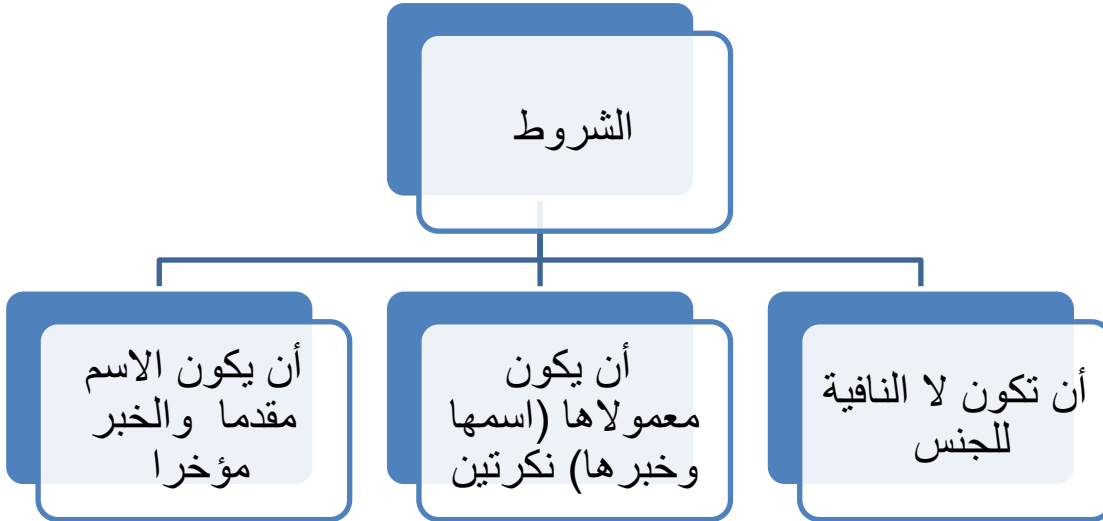 الشروط
أن تكون لا النافية
للجنس
أن يكون
معمولاها (اسمها
وخبرها) نكرتين
أن يكون الاسم
مقدما والخبر
مؤخرا